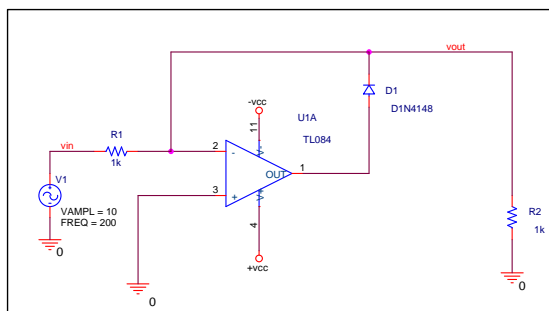 vout
-vcc
D1
U1A
D1N4148
R1
11
TL084
vin
V-
2
-
1k
1
OUT
V1
3
+
V+
VAMPL = 10
FREQ = 200
R2
4
1k
0
0
0
+vcc